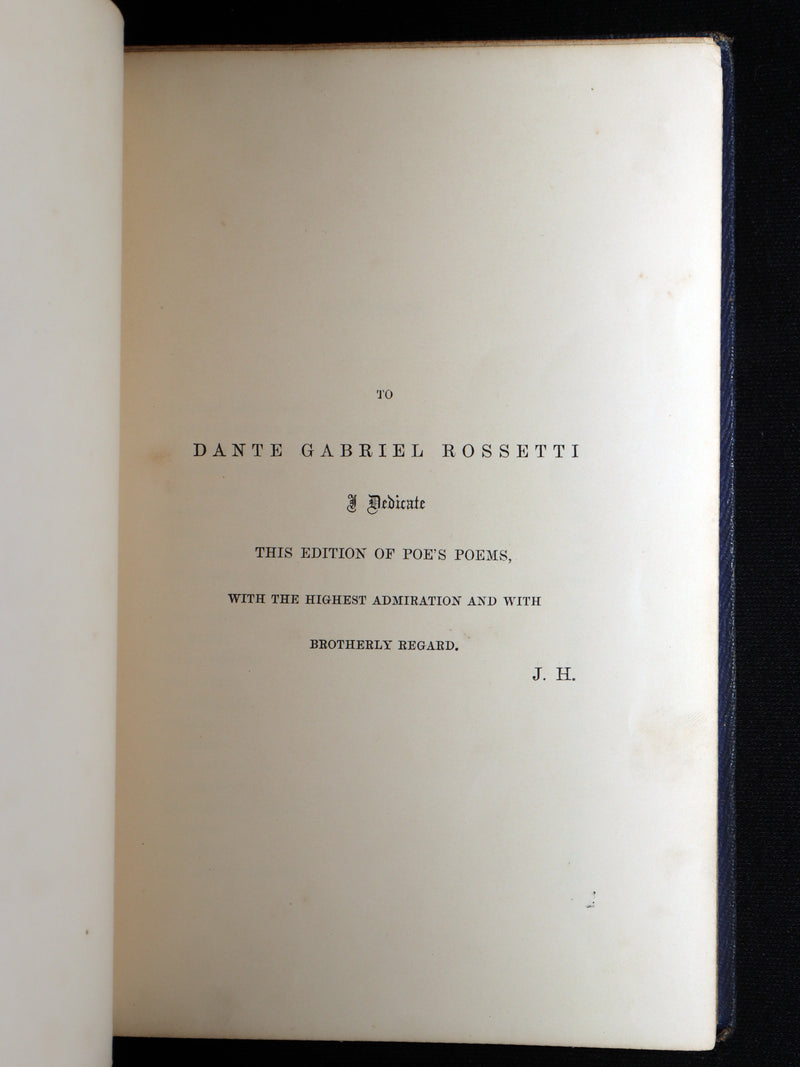 TO
DANTE GABRIEL ROSSETTI
I Dedicate
THIS EDITION OF POE'S POEMS,
WITH THE HIGHEST ADMIRATION AND WITH
BROTHERLY REGARD.
J. H.